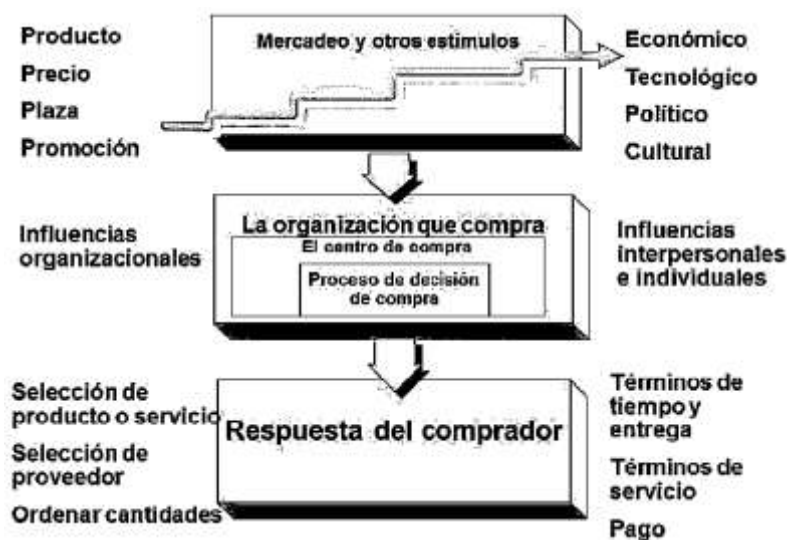 Producto
Precio
Plaza
Promoción
Mercadeo y otros estímulos
Económico
Tecnológico
Político
Cultural
Influencias
organizacionales
La organización que compra
El centro de compra
Proceso de decisión
de compra
Influencias
interpersonales
e individuales
Selección de
producto o servicio
Selección de
proveedor
Ordenar cantidades
Respuesta del comprador
Términos de
tiempo y
entrega
Términos de
servicio
Pago